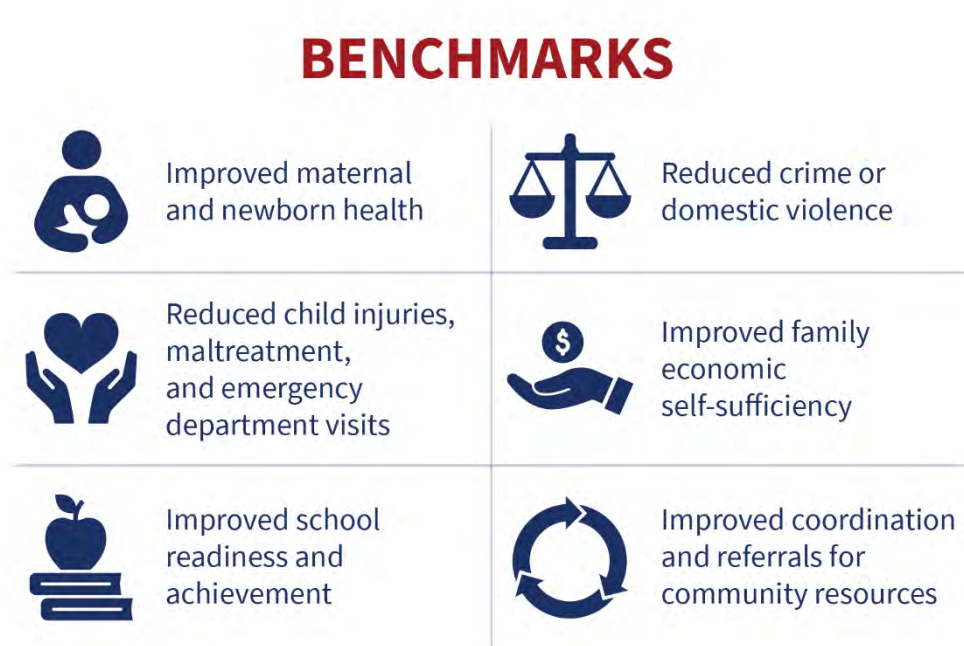 BENCHMARKS
Improved maternal
and newborn health
Reduced crime or
domestic violence
Reduced child injuries,
maltreatment,
and emergency
department visits
$
Improved family
economic
self-sufficiency
Improved school
readiness and
achievement
Improved coordination
and referrals for
community resources